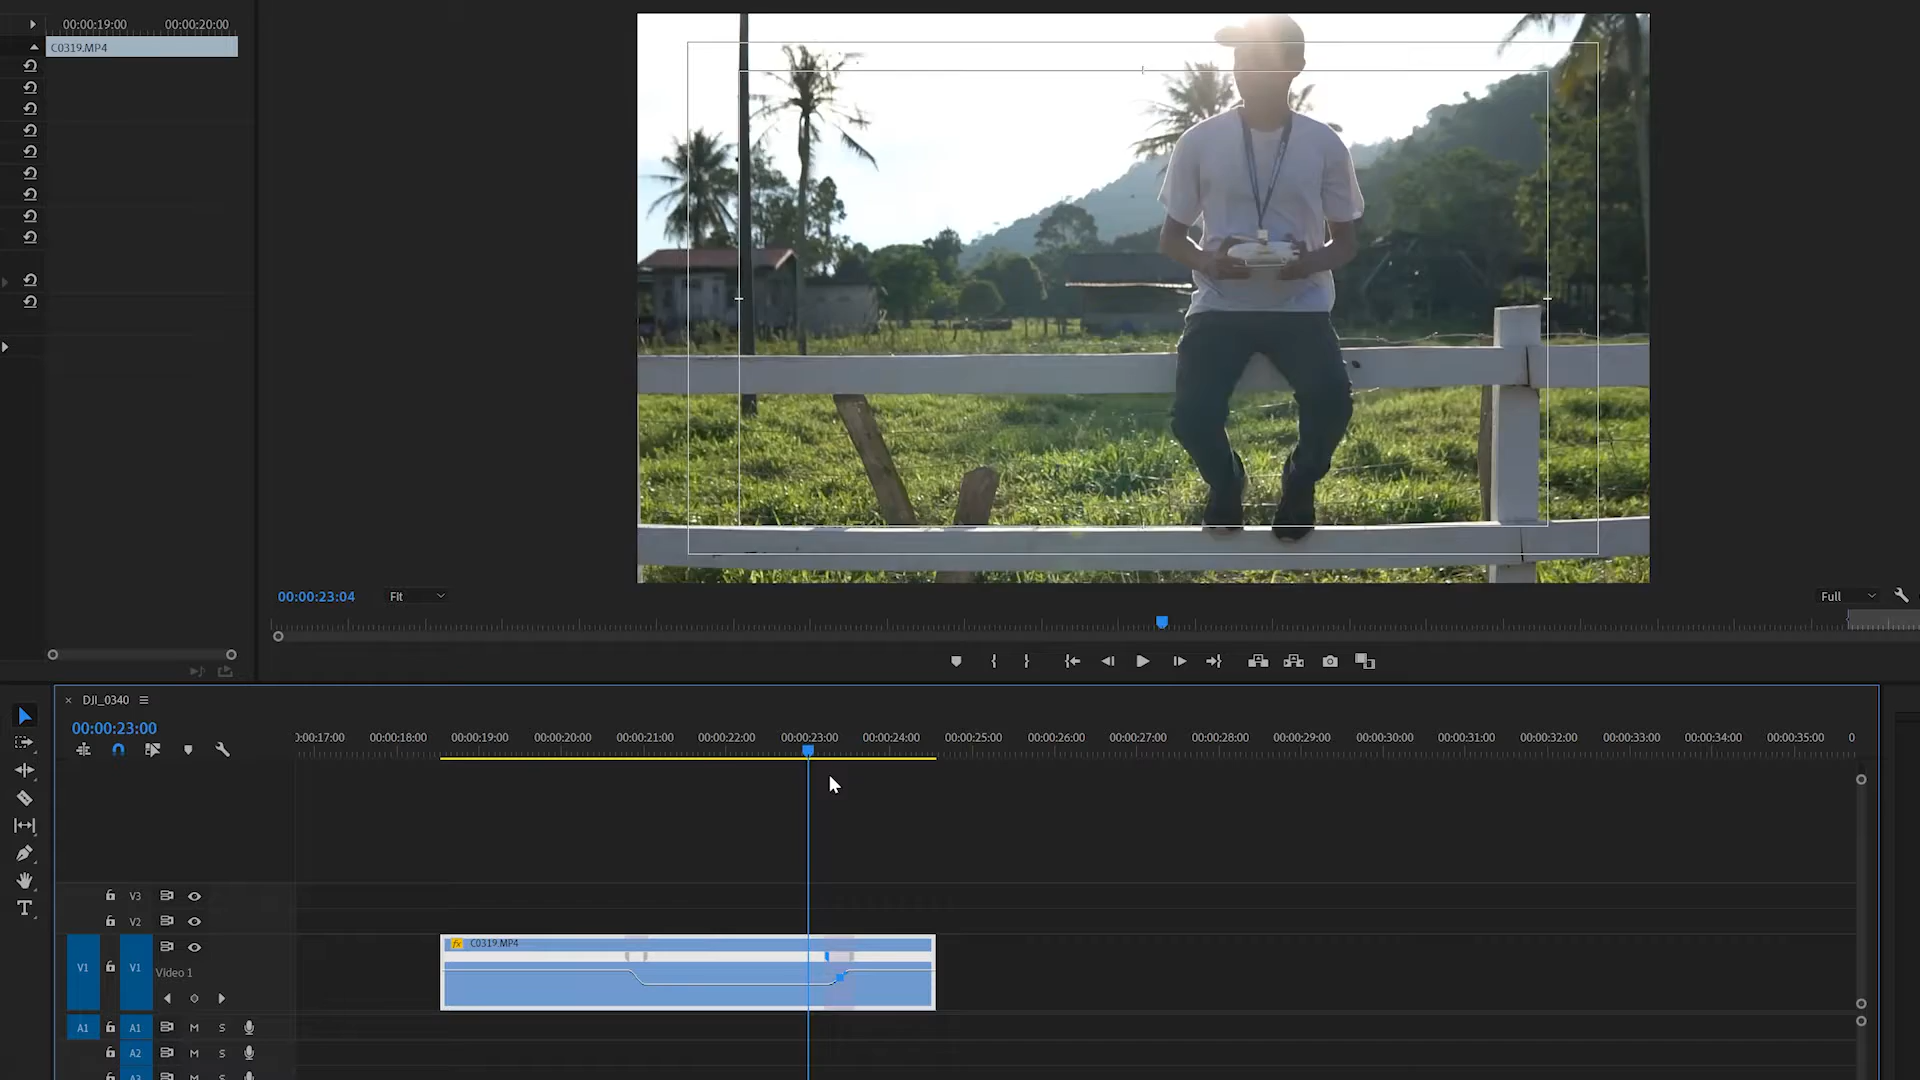 00:00:19:00 00:00:20:00
C0319.MP4
00:00:23:04 Fit Full
DJI_0340
00:00:23:00
0:00:17:00 00:00:18:00 00:00:19:00 00:00:20:00 00:00:21:00 00:00:22:00 00:00:23:00 00:00:24:00 00:00:25:00 00:00:26:00 00:00:27:00 00:00:28:00 00:00:29:00 00:00:30:00 00:00:31:00 00:00:32:00 00:00:33:00 00:00:34:00 00:00:35:00 0
V3
V2
fx C0319.MP4
V1 V1
Video 1
A1 A1 M S
A2 M S
A3 M S